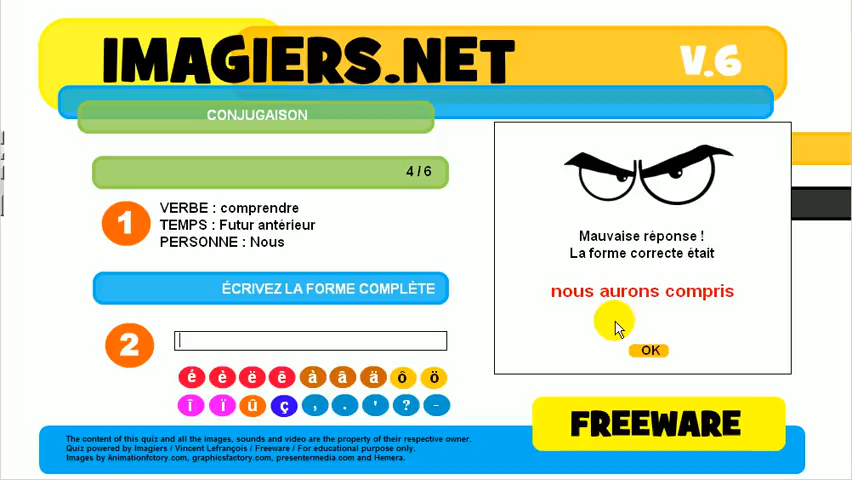 IMAGIERS.NET
V.6
CONJUGAISON
4 / 6
1
VERBE : comprendre
TEMPS : Futur antérieur
PERSONNE : Nous
ÉCRIVEZ LA FORME COMPLÈTE
2
é è ë ê à â ä ô ö
î ï û ç , . ' ? -
Mauvaise réponse !
La forme correcte était
nous aurons compris
OK
FREEWARE
The content of this quiz and all the images, sounds and video are the property of their respective owner.
Quiz powered by Imagiers / Vincent Lefrançois / Freeware / For educational purpose only.
Images by Animationfctory.com, graphicsfactory.com, presentermedia.com and Hemera.